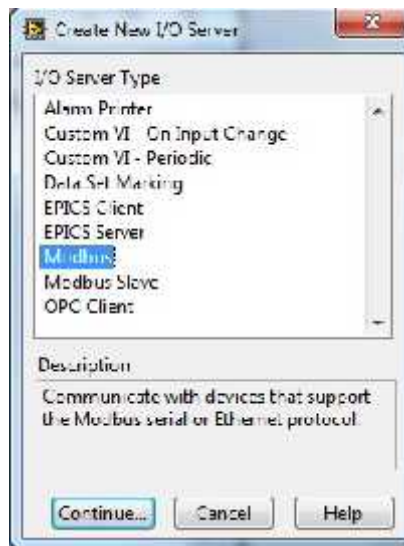 Create New I/O Server
I/O Server Type
Alarm Printer
Custom VI - On Input Change
Custom VI - Periodic
Data Set Marking
EPICS Client
EPICS Server
Modbus
Modbus Slave
OPC Client
Description
Communicate with devices that support
the Modbus serial or Ethernet protocol.
Continue...
Cancel
Help